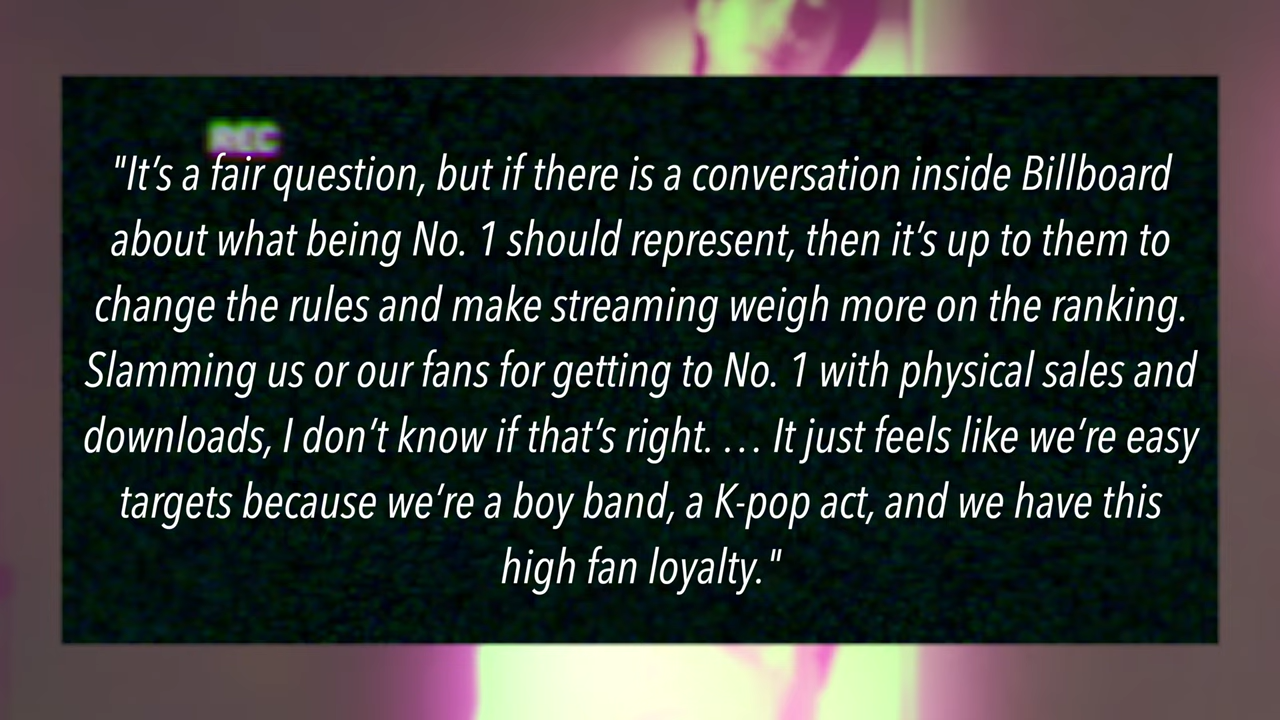 REC
"It’s a fair question, but if there is a conversation inside Billboard
about what being No. 1 should represent, then it’s up to them to
change the rules and make streaming weigh more on the ranking.
Slamming us or our fans for getting to No. 1 with physical sales and
downloads, I don’t know if that’s right. … It just feels like we’re easy
targets because we’re a boy band, a K-pop act, and we have this
high fan loyalty."